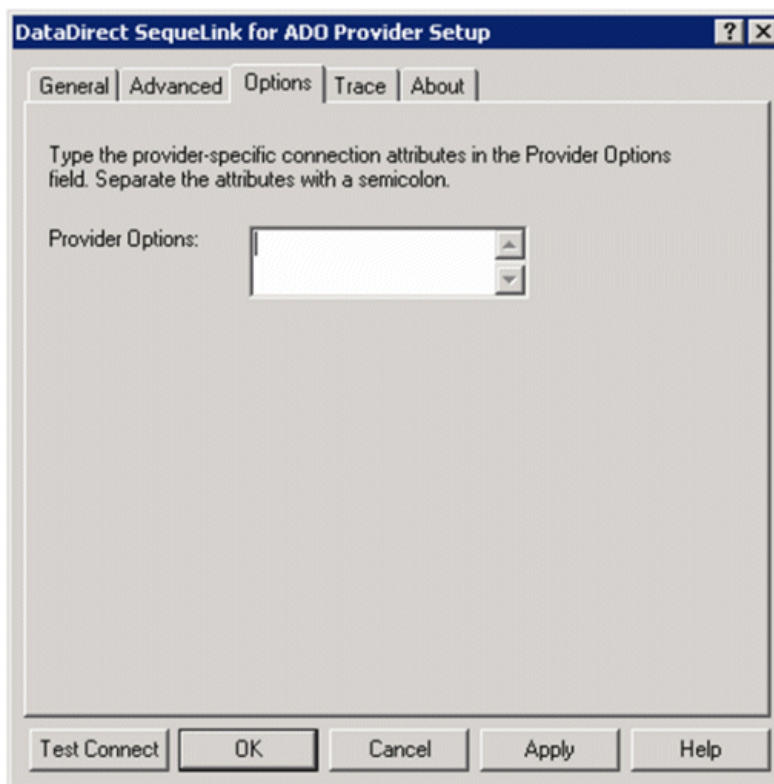 DataDirect SequeLink for ADO Provider Setup
General Advanced Options Trace About
Type the provider-specific connection attributes in the Provider Options
field. Separate the attributes with a semicolon.
Provider Options:
Test Connect OK Cancel Apply Help